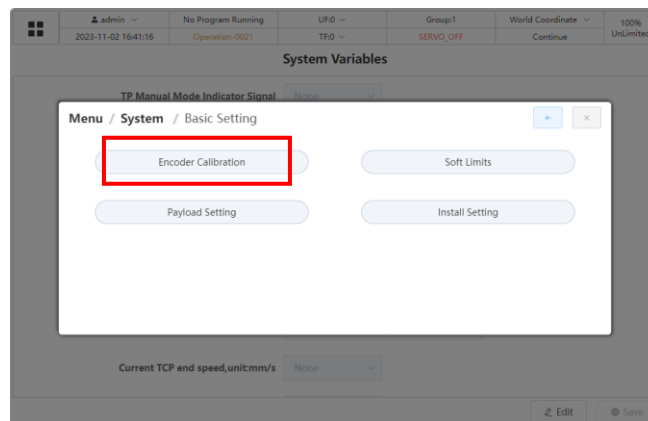 admin No Program Running UF:0 Group:1 World Coordinate 100%
2023-11-02 16:41:16 Operation-0021 TF:0 SERVO_OFF Continue UnLimited
System Variables
TP Manual Mode Indicator Signal None
Menu / System / Basic Setting
Encoder Calibration Soft Limits
Payload Setting Install Setting
Current TCP end speed,unit:mm/s None
Edit Save